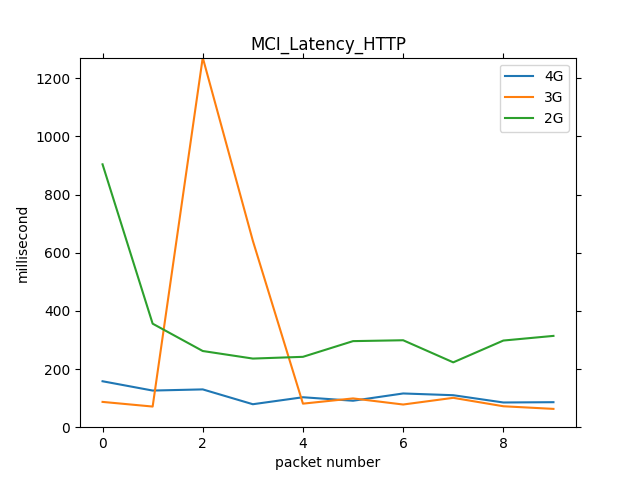 MCI_Latency_HTTP
4G
3G
2G
millisecond
1200
1000
800
600
400
200
0
0 2 4 6 8
packet number